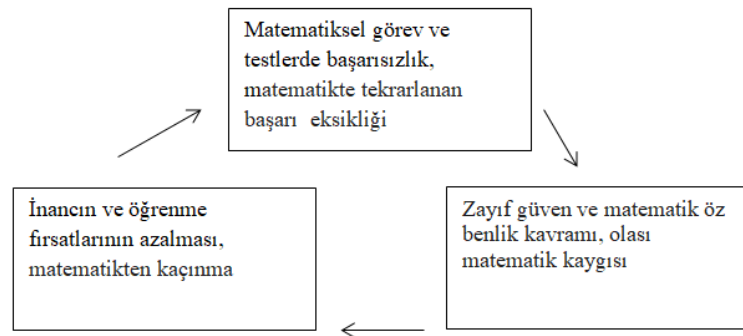 Matematiksel görev ve
testlerde başarısızlık,
matematikte tekrarlanan
başarı eksikliği
İnancın ve öğrenme
fırsatlarının azalması,
matematikten kaçınma
Zayıf güven ve matematik öz
benlik kavramı, olası
matematik kaygısı